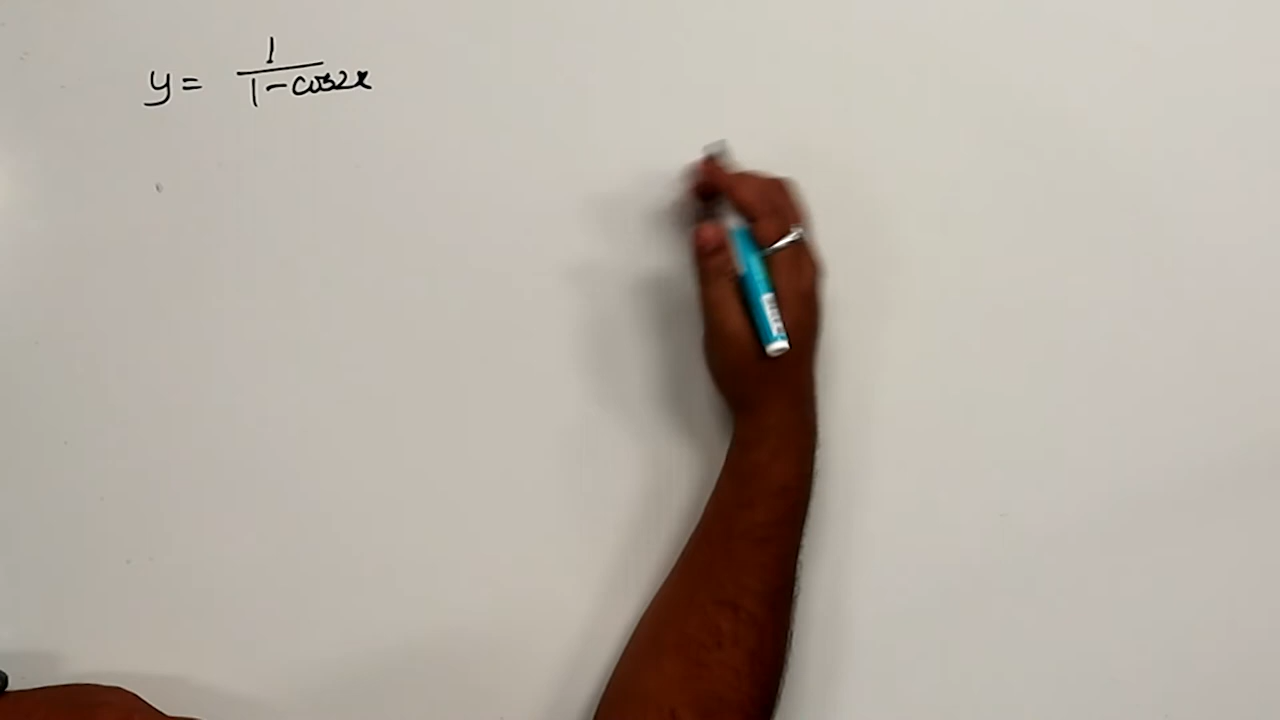 y = 1/(1 - cos2x)